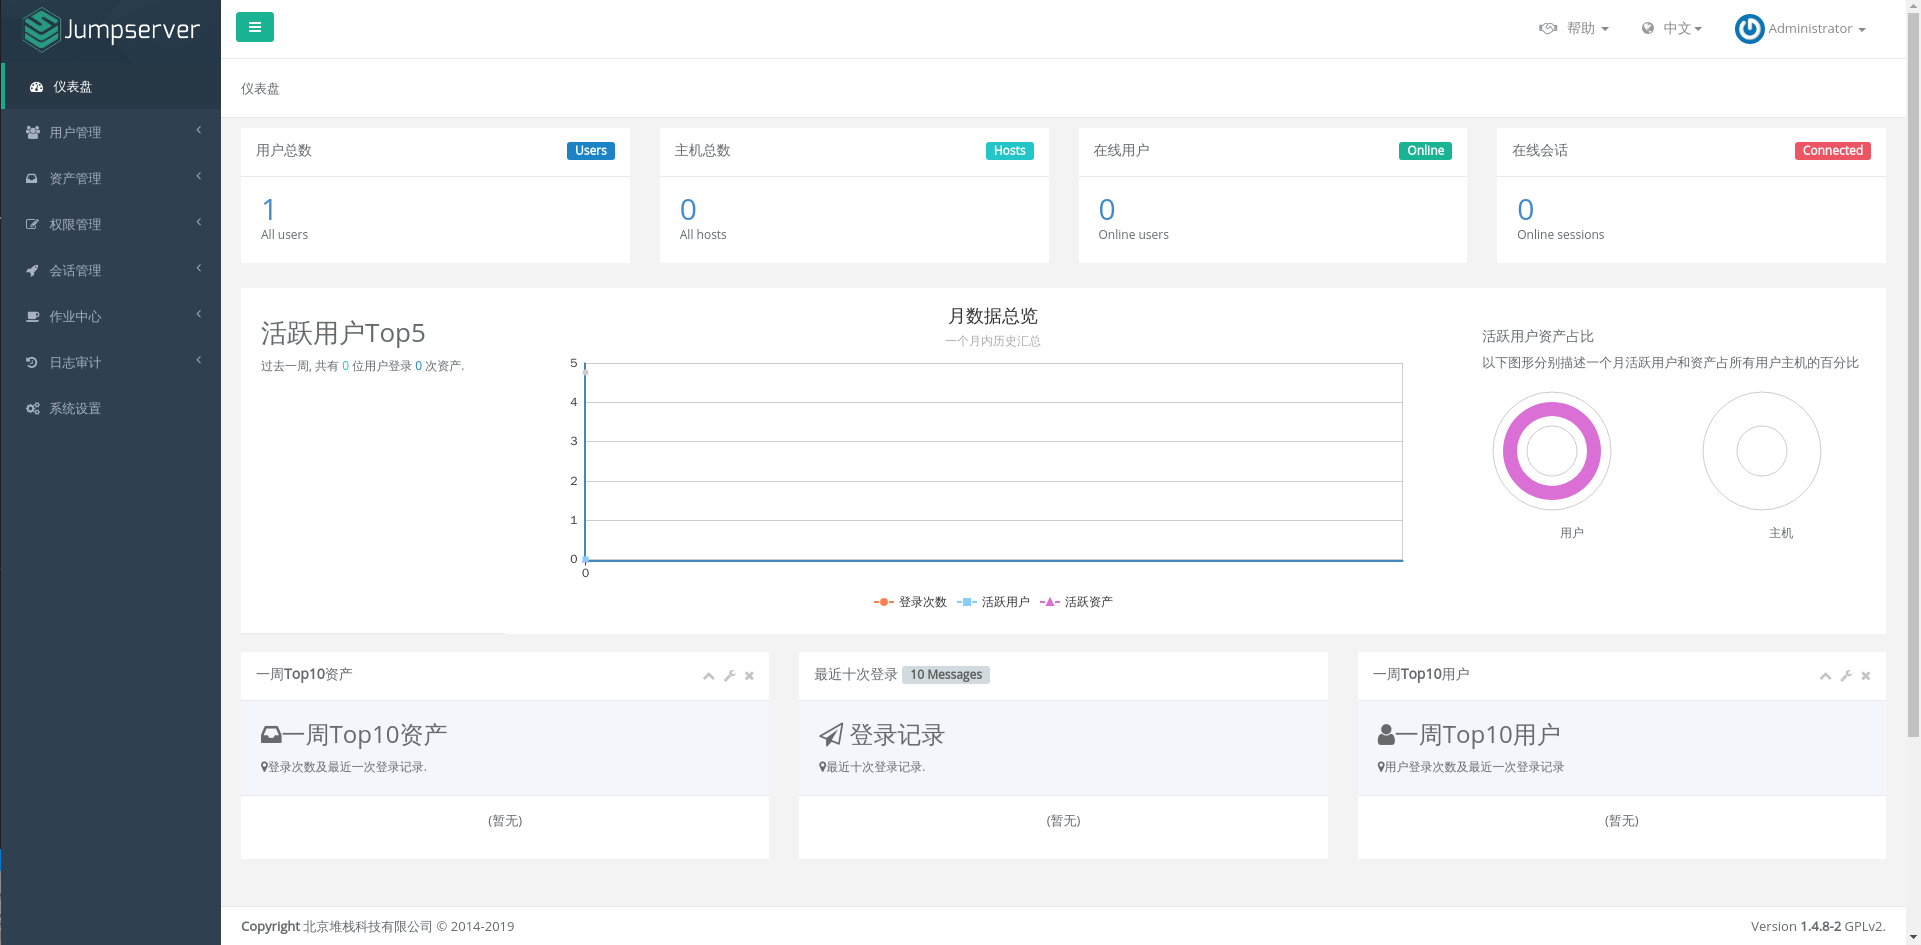 Jumpserver
帮助
中文
Administrator
仪表盘
用户管理
资产管理
权限管理
会话管理
作业中心
日志审计
系统设置
仪表盘
用户总数 Users
1
All users
主机总数 Hosts
0
All hosts
在线用户 Online
0
Online users
在线会话 Connected
0
Online sessions
活跃用户Top5
过去一周, 共有 0 位用户登录 0 次资产.
月数据总览
一个月内历史汇总
5
4
3
2
1
0
0
登录次数 活跃用户 活跃资产
活跃用户资产占比
以下图形分别描述一个月活跃用户和资产占所有用户主机的百分比
用户 主机
一周Top10资产
一周Top10资产
登录次数及最近一次登录记录.
(暂无)
最近十次登录 10 Messages
登录记录
最近十次登录记录.
(暂无)
一周Top10用户
一周Top10用户
用户登录次数及最近一次登录记录
(暂无)
Copyright 北京堆栈科技有限公司 © 2014-2019
Version 1.4.8-2 GPLv2.